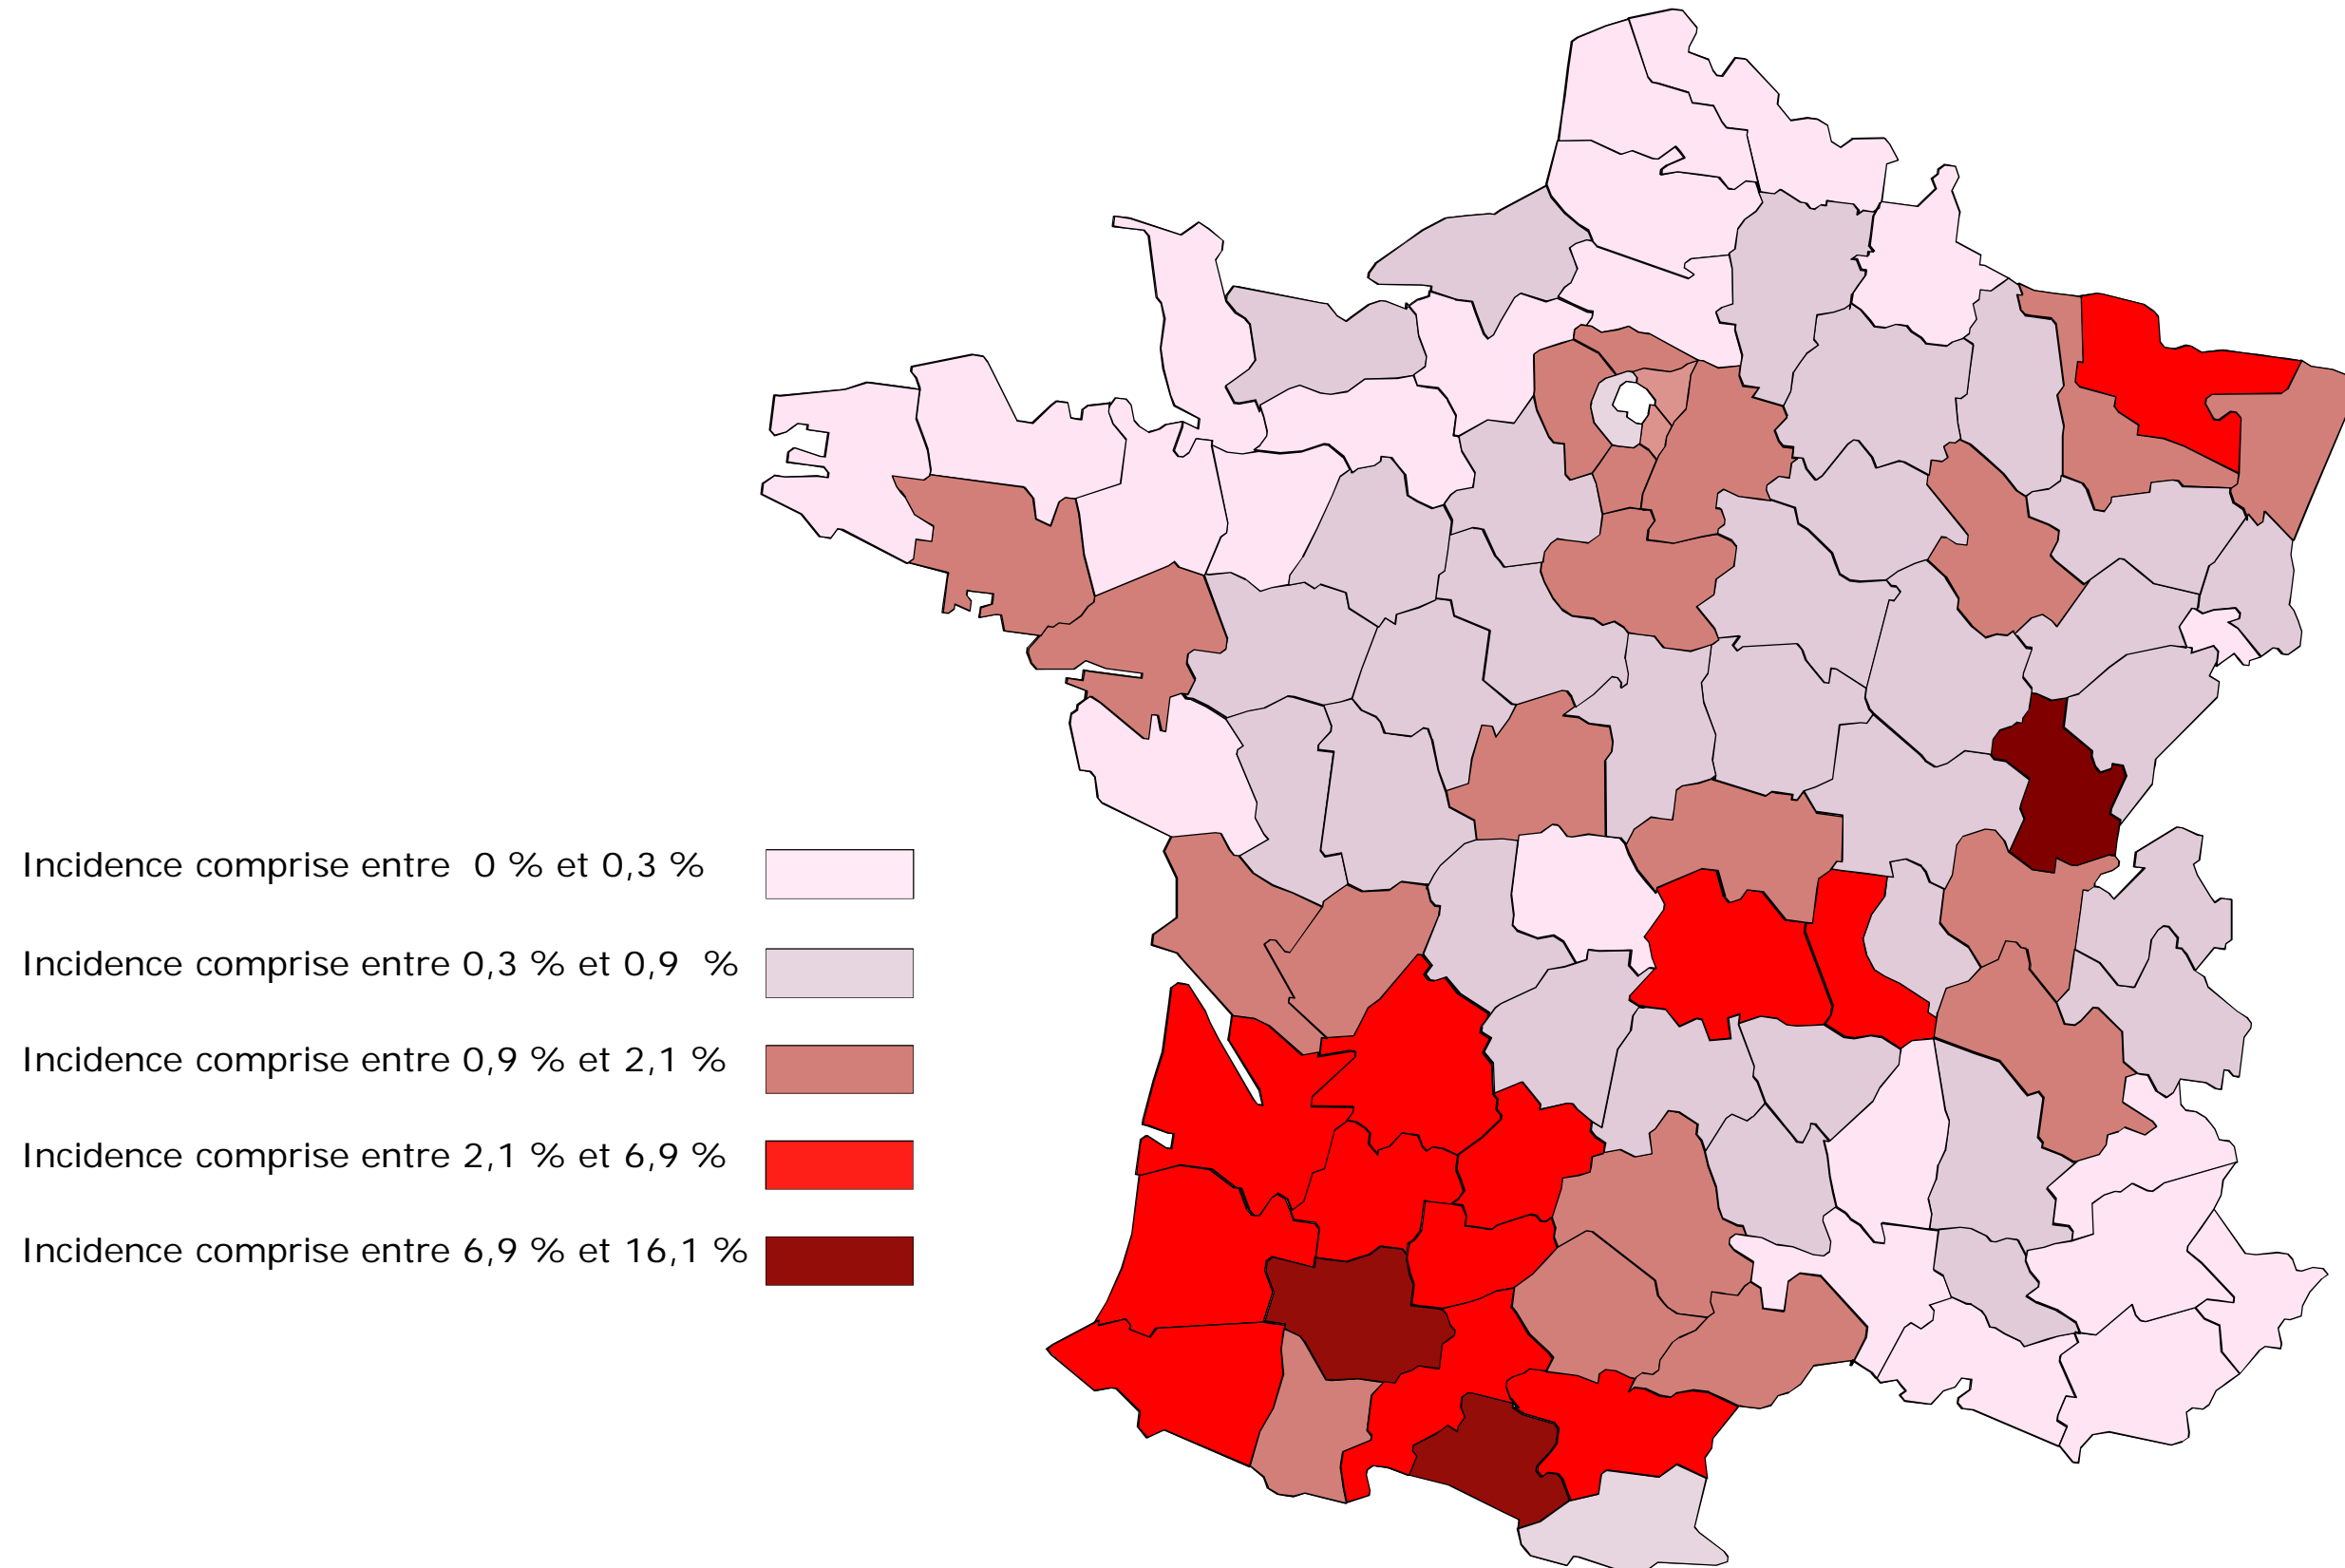 Incidence comprise entre  0 % et 0,3 %
Incidence comprise entre 0,3 % et 0,9  %
Incidence comprise entre 0,9 % et 2,1 %
Incidence comprise entre 2,1 % et 6,9 %
Incidence comprise entre 6,9 % et 16,1 %